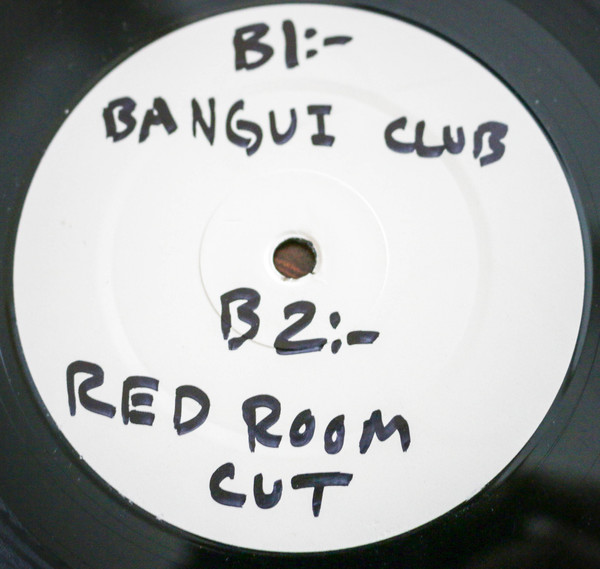 B1:-
BANGUI CLUB
B2:-
RED ROOM
CUT